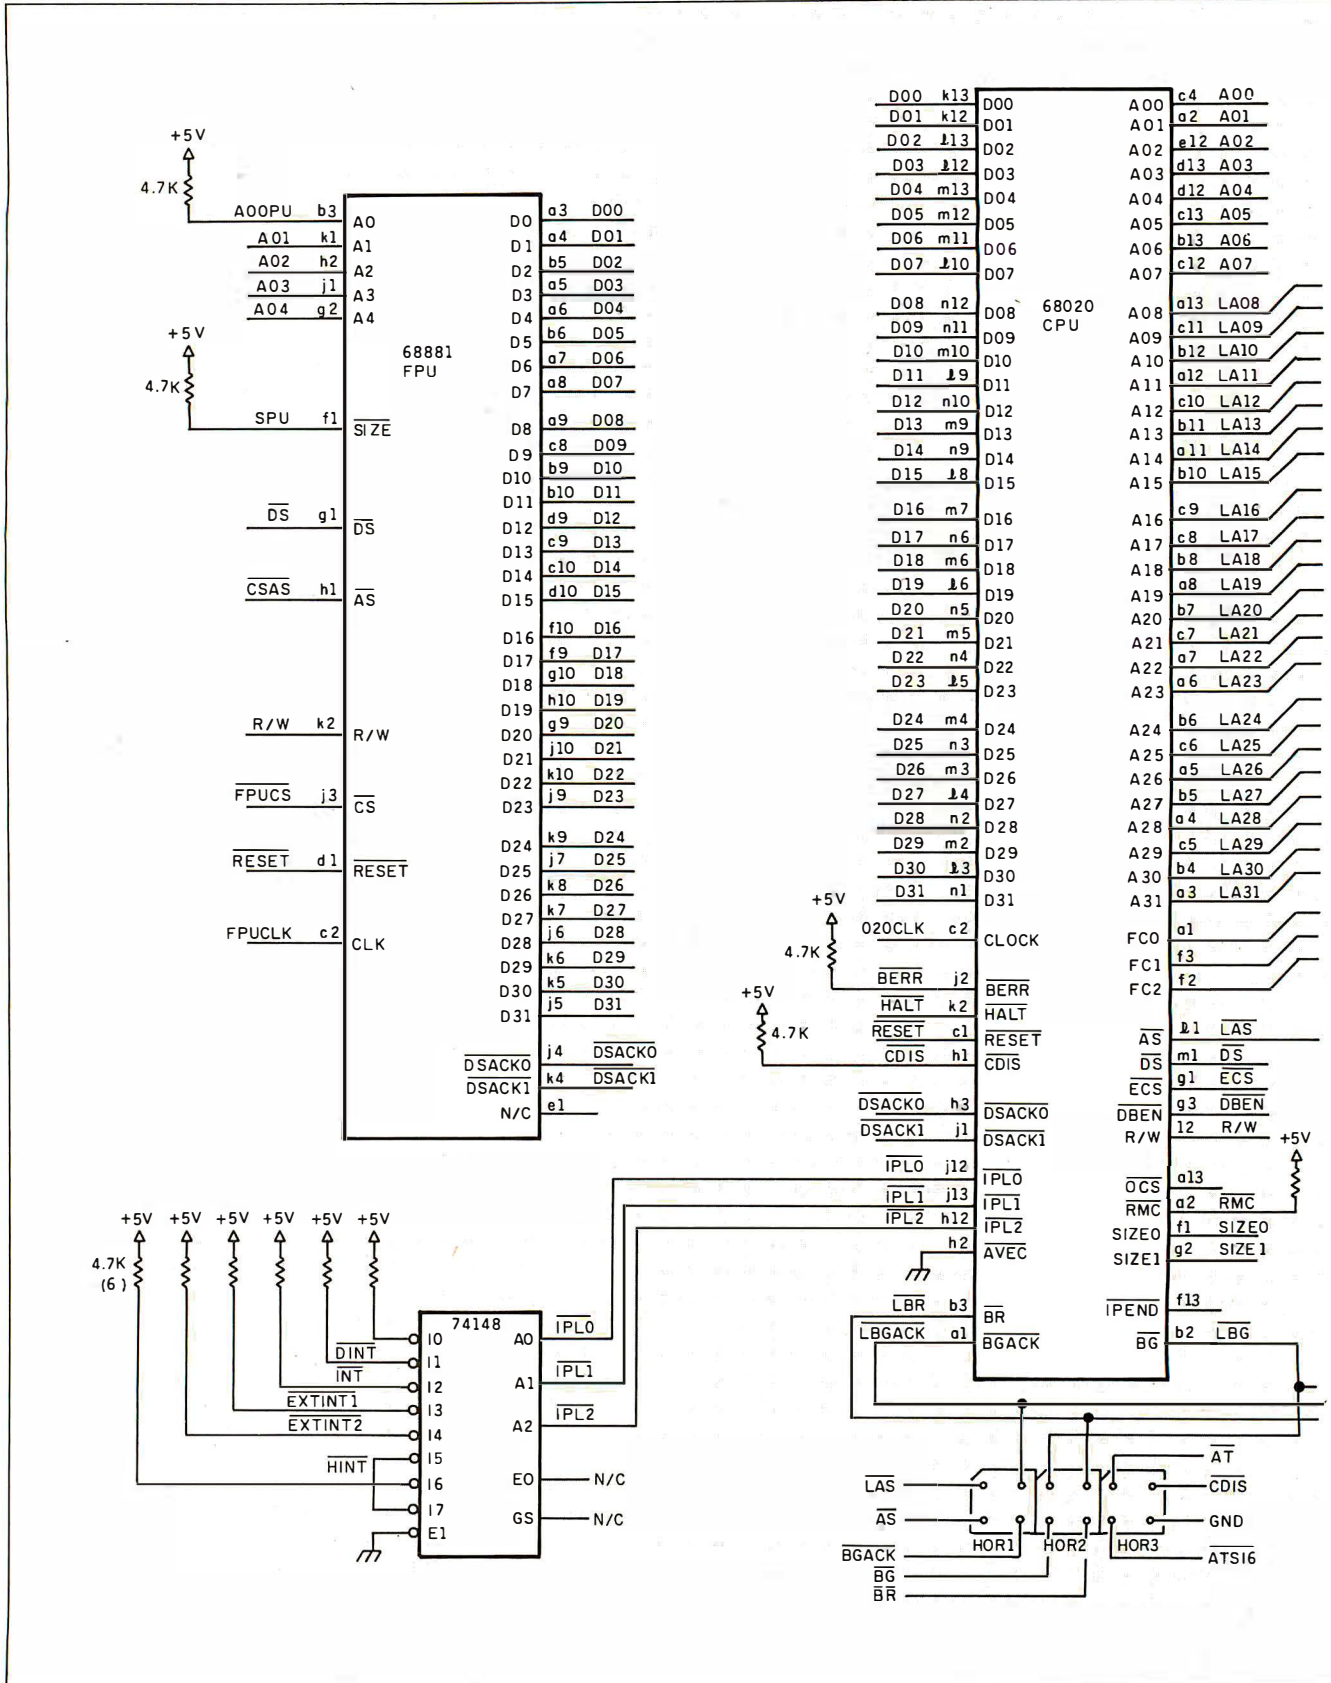 +5V
4.7K
A00PU b3 A0
A01 k1 A1
A02 h2 A2
A03 j1 A3
A04 g2 A4
+5V
4.7K
SPU f1 SIZE
DS g1 DS
CSAS h1 AS
R/W k2 R/W
FPUCS j3 CS
RESET d1 RESET
FPUCLK c2 CLK
68881
FPU
D0 a3 D00
D1 a4 D01
D2 b5 D02
D3 a5 D03
D4 a6 D04
D5 b6 D05
D6 a7 D06
D7 a8 D07
D8 a9 D08
D9 c8 D09
D10 b9 D10
D11 b10 D11
D12 d9 D12
D13 c9 D13
D14 c10 D14
D15 d10 D15
D16 f10 D16
D17 f9 D17
D18 g10 D18
D19 h10 D19
D20 g9 D20
D21 j10 D21
D22 k10 D22
D23 j9 D23
D24 k9 D24
D25 j7 D25
D26 k8 D26
D27 k7 D27
D28 j6 D28
D29 k6 D29
D30 k5 D30
D31 j5 D31
DSACK0 j4 DSACK0
DSACK1 k4 DSACK1
N/C e1
D00 k13 D00
D01 k12 D01
D02 l13 D02
D03 l12 D03
D04 m13 D04
D05 m12 D05
D06 m11 D06
D07 l10 D07
D08 n12 D08
D09 n11 D09
D10 m10 D10
D11 l9 D11
D12 n10 D12
D13 m9 D13
D14 n9 D14
D15 l8 D15
D16 m7 D16
D17 n6 D17
D18 m6 D18
D19 l6 D19
D20 n5 D20
D21 m5 D21
D22 n4 D22
D23 l5 D23
D24 m4 D24
D25 n3 D25
D26 m3 D26
D27 l4 D27
D28 n2 D28
D29 m2 D29
D30 l3 D30
D31 n1 D31
+5V
4.7K
020CLK c2 CLOCK
BERR j2 BERR
HALT k2 HALT
RESET c1 RESET
+5V
4.7K
CDIS h1 CDIS
DSACK0 h3 DSACK0
DSACK1 j1 DSACK1
IPL0 j12 IPL0
IPL1 j13 IPL1
IPL2 h12 IPL2
h2 AVEC
LBR b3 BR
LBGACK a1 BGACK
68020
CPU
A00 c4 A00
A01 a2 A01
A02 e12 A02
A03 d13 A03
A04 d12 A04
A05 c13 A05
A06 b13 A06
A07 c12 A07
A08 a13 LA08
A09 c11 LA09
A10 b12 LA10
A11 a12 LA11
A12 c10 LA12
A13 b11 LA13
A14 a11 LA14
A15 b10 LA15
A16 c9 LA16
A17 c8 LA17
A18 b8 LA18
A19 a8 LA19
A20 b7 LA20
A21 c7 LA21
A22 a7 LA22
A23 a6 LA23
A24 b6 LA24
A25 c6 LA25
A26 a5 LA26
A27 b5 LA27
A28 a4 LA28
A29 c5 LA29
A30 b4 LA30
A31 a3 LA31
FC0 a1
FC1 f3
FC2 f2
AS l1 LAS
DS m1 DS
ECS g1 ECS
DBEN g3 DBEN
R/W 12 R/W
+5V
OCS a13
RMC a2 RMC
SIZE0 f1 SIZE0
SIZE1 g2 SIZE1
IPEND f13
BG b2 LBG
+5V +5V +5V +5V +5V +5V
4.7K
(6)
74148
I0
DINT I1
INT I2
EXTINT1 I3
EXTINT2 I4
I5
HINT
I6
I7
E1
A0 IPL0
A1 IPL1
A2 IPL2
EO N/C
GS N/C
LAS
AS
BGACK
BG
BR
HOR1 HOR2 HOR3
AT
CDIS
GND
ATS16